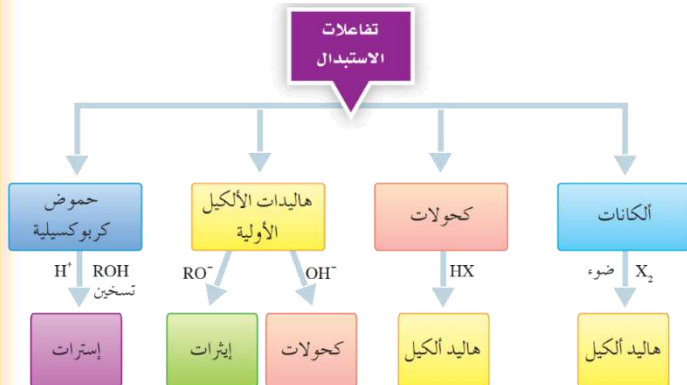 تفاعلات
الاستبدال
ألكانات
كحولات
هاليدات الألكيل
الأولية
حموض
كربوكسيلية
ضوء X₂
HX
OH⁻
RO⁻
ROH H⁺
تسخين
هاليد ألكيل
هاليد ألكيل
كحولات
إيثرات
إسترات